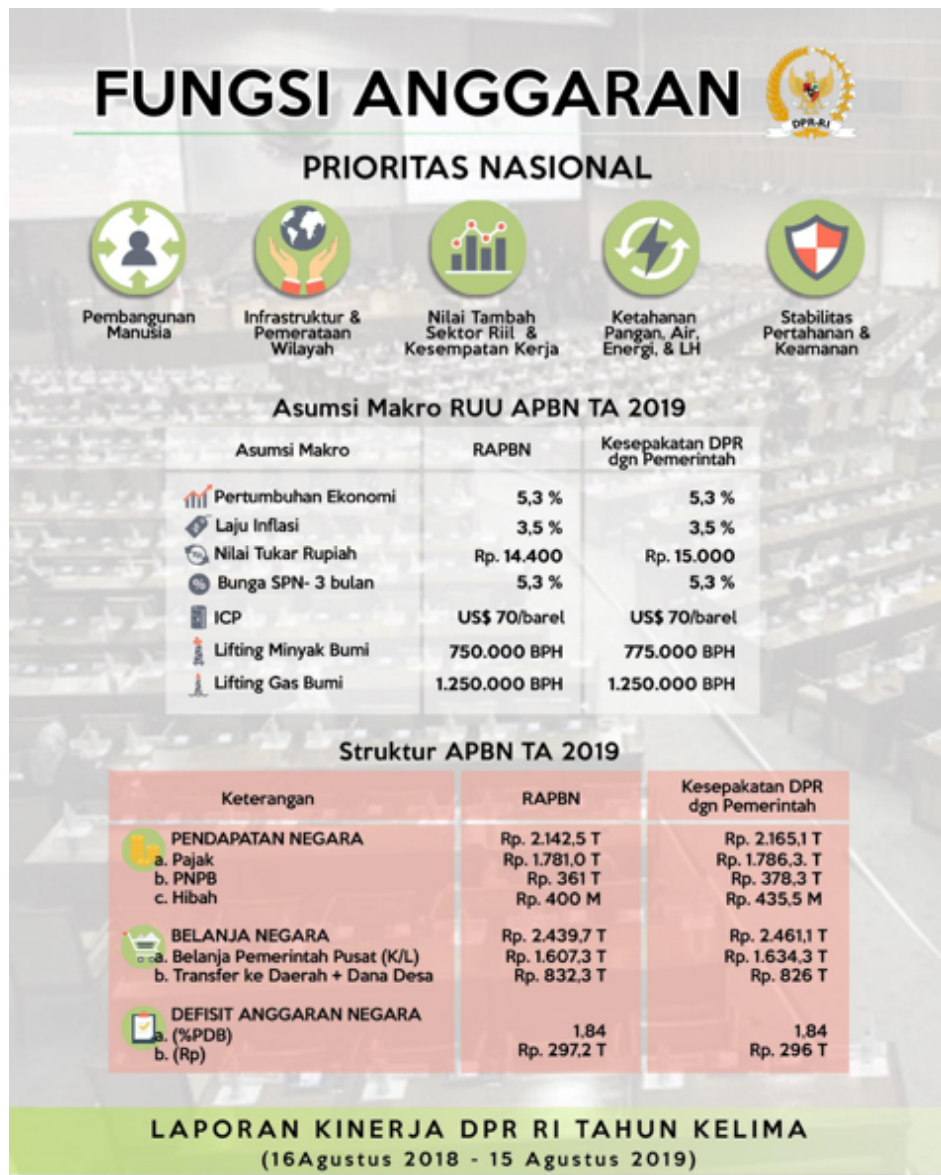 FUNGSI ANGGARAN
DPR-RI
PRIORITAS NASIONAL
Pembangunan
Manusia
Infrastruktur &
Pemerataan
Wilayah
Nilai Tambah
Sektor Riil &
Kesempatan Kerja
Ketahanan
Pangan, Air,
Energi, & LH
Stabilitas
Pertahanan &
Keamanan
Asumsi Makro RUU APBN TA 2019
Asumsi Makro RAPBN Kesepakatan DPR
dgn Pemerintah
Pertumbuhan Ekonomi 5,3 % 5,3 %
Laju Inflasi 3,5 % 3,5 %
Nilai Tukar Rupiah Rp. 14.400 Rp. 15.000
Bunga SPN- 3 bulan 5,3 % 5,3 %
ICP US$ 70/barel US$ 70/barel
Lifting Minyak Bumi 750.000 BPH 775.000 BPH
Lifting Gas Bumi 1.250.000 BPH 1.250.000 BPH
Struktur APBN TA 2019
Keterangan RAPBN Kesepakatan DPR
dgn Pemerintah
PENDAPATAN NEGARA Rp. 2.142,5 T Rp. 2.165,1 T
a. Pajak Rp. 1.781,0 T Rp. 1.786,3. T
b. PNPB Rp. 361 T Rp. 378,3 T
c. Hibah Rp. 400 M Rp. 435,5 M
BELANJA NEGARA Rp. 2.439,7 T Rp. 2.461,1 T
a. Belanja Pemerintah Pusat (K/L) Rp. 1.607,3 T Rp. 1.634,3 T
b. Transfer ke Daerah + Dana Desa Rp. 832,3 T Rp. 826 T
DEFISIT ANGGARAN NEGARA
a. (%PDB) 1,84 1,84
b. (Rp) Rp. 297,2 T Rp. 296 T
LAPORAN KINERJA DPR RI TAHUN KELIMA
(16Agustus 2018 - 15 Agustus 2019)